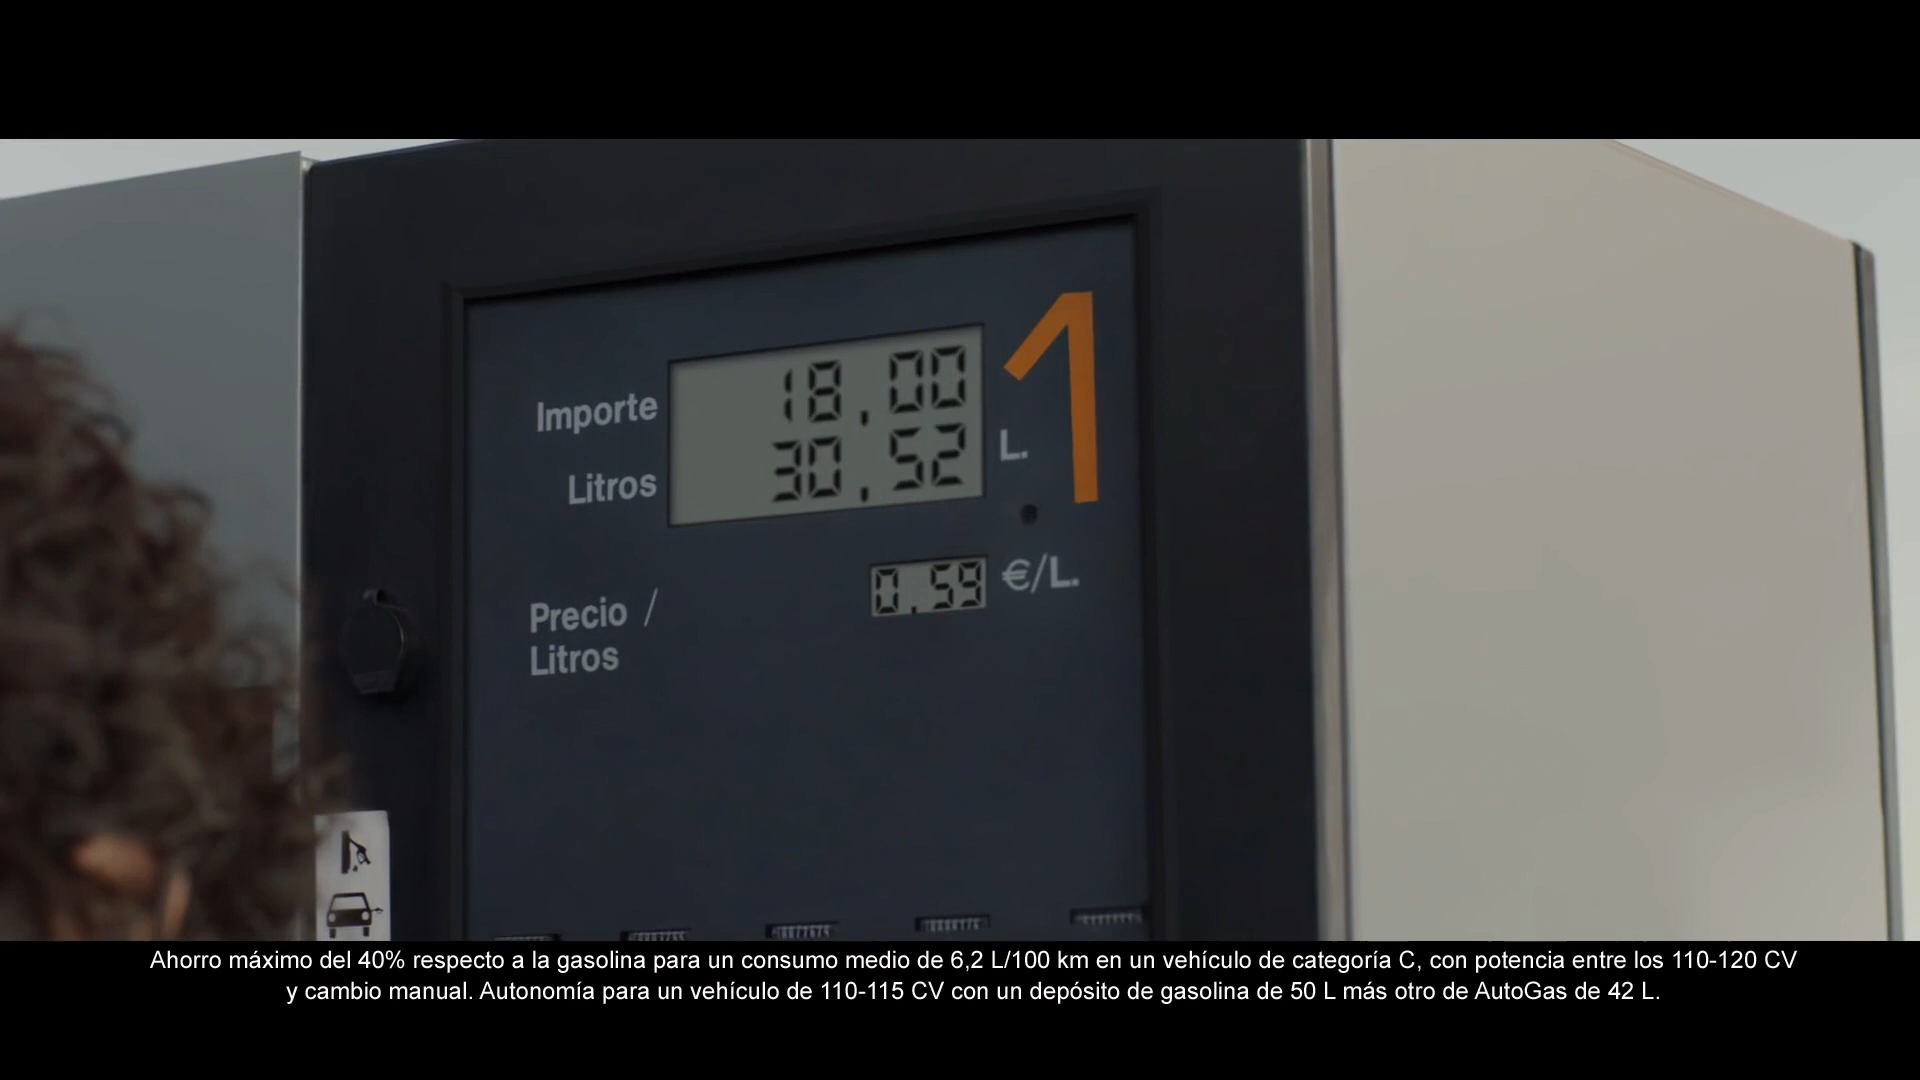 1
Importe 18,00
Litros 30,52 L.
Precio / 0.59 €/L.
Litros
Ahorro máximo del 40% respecto a la gasolina para un consumo medio de 6,2 L/100 km en un vehículo de categoría C, con potencia entre los 110-120 CV
y cambio manual. Autonomía para un vehículo de 110-115 CV con un depósito de gasolina de 50 L más otro de AutoGas de 42 L.